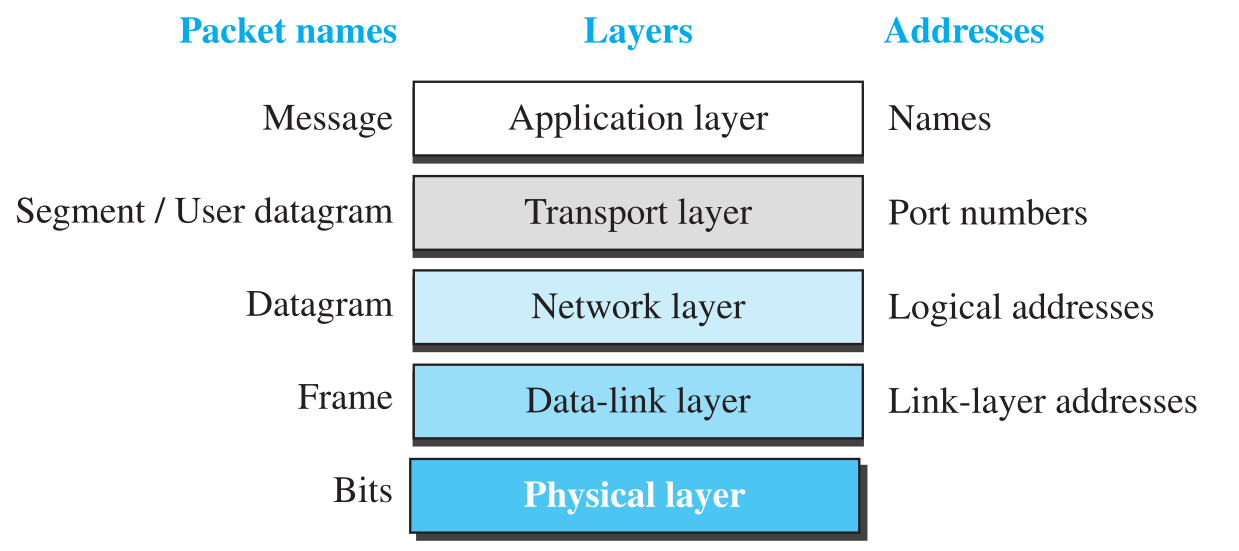 Packet names Layers Addresses
Message Application layer Names
Segment / User datagram Transport layer Port numbers
Datagram Network layer Logical addresses
Frame Data-link layer Link-layer addresses
Bits Physical layer